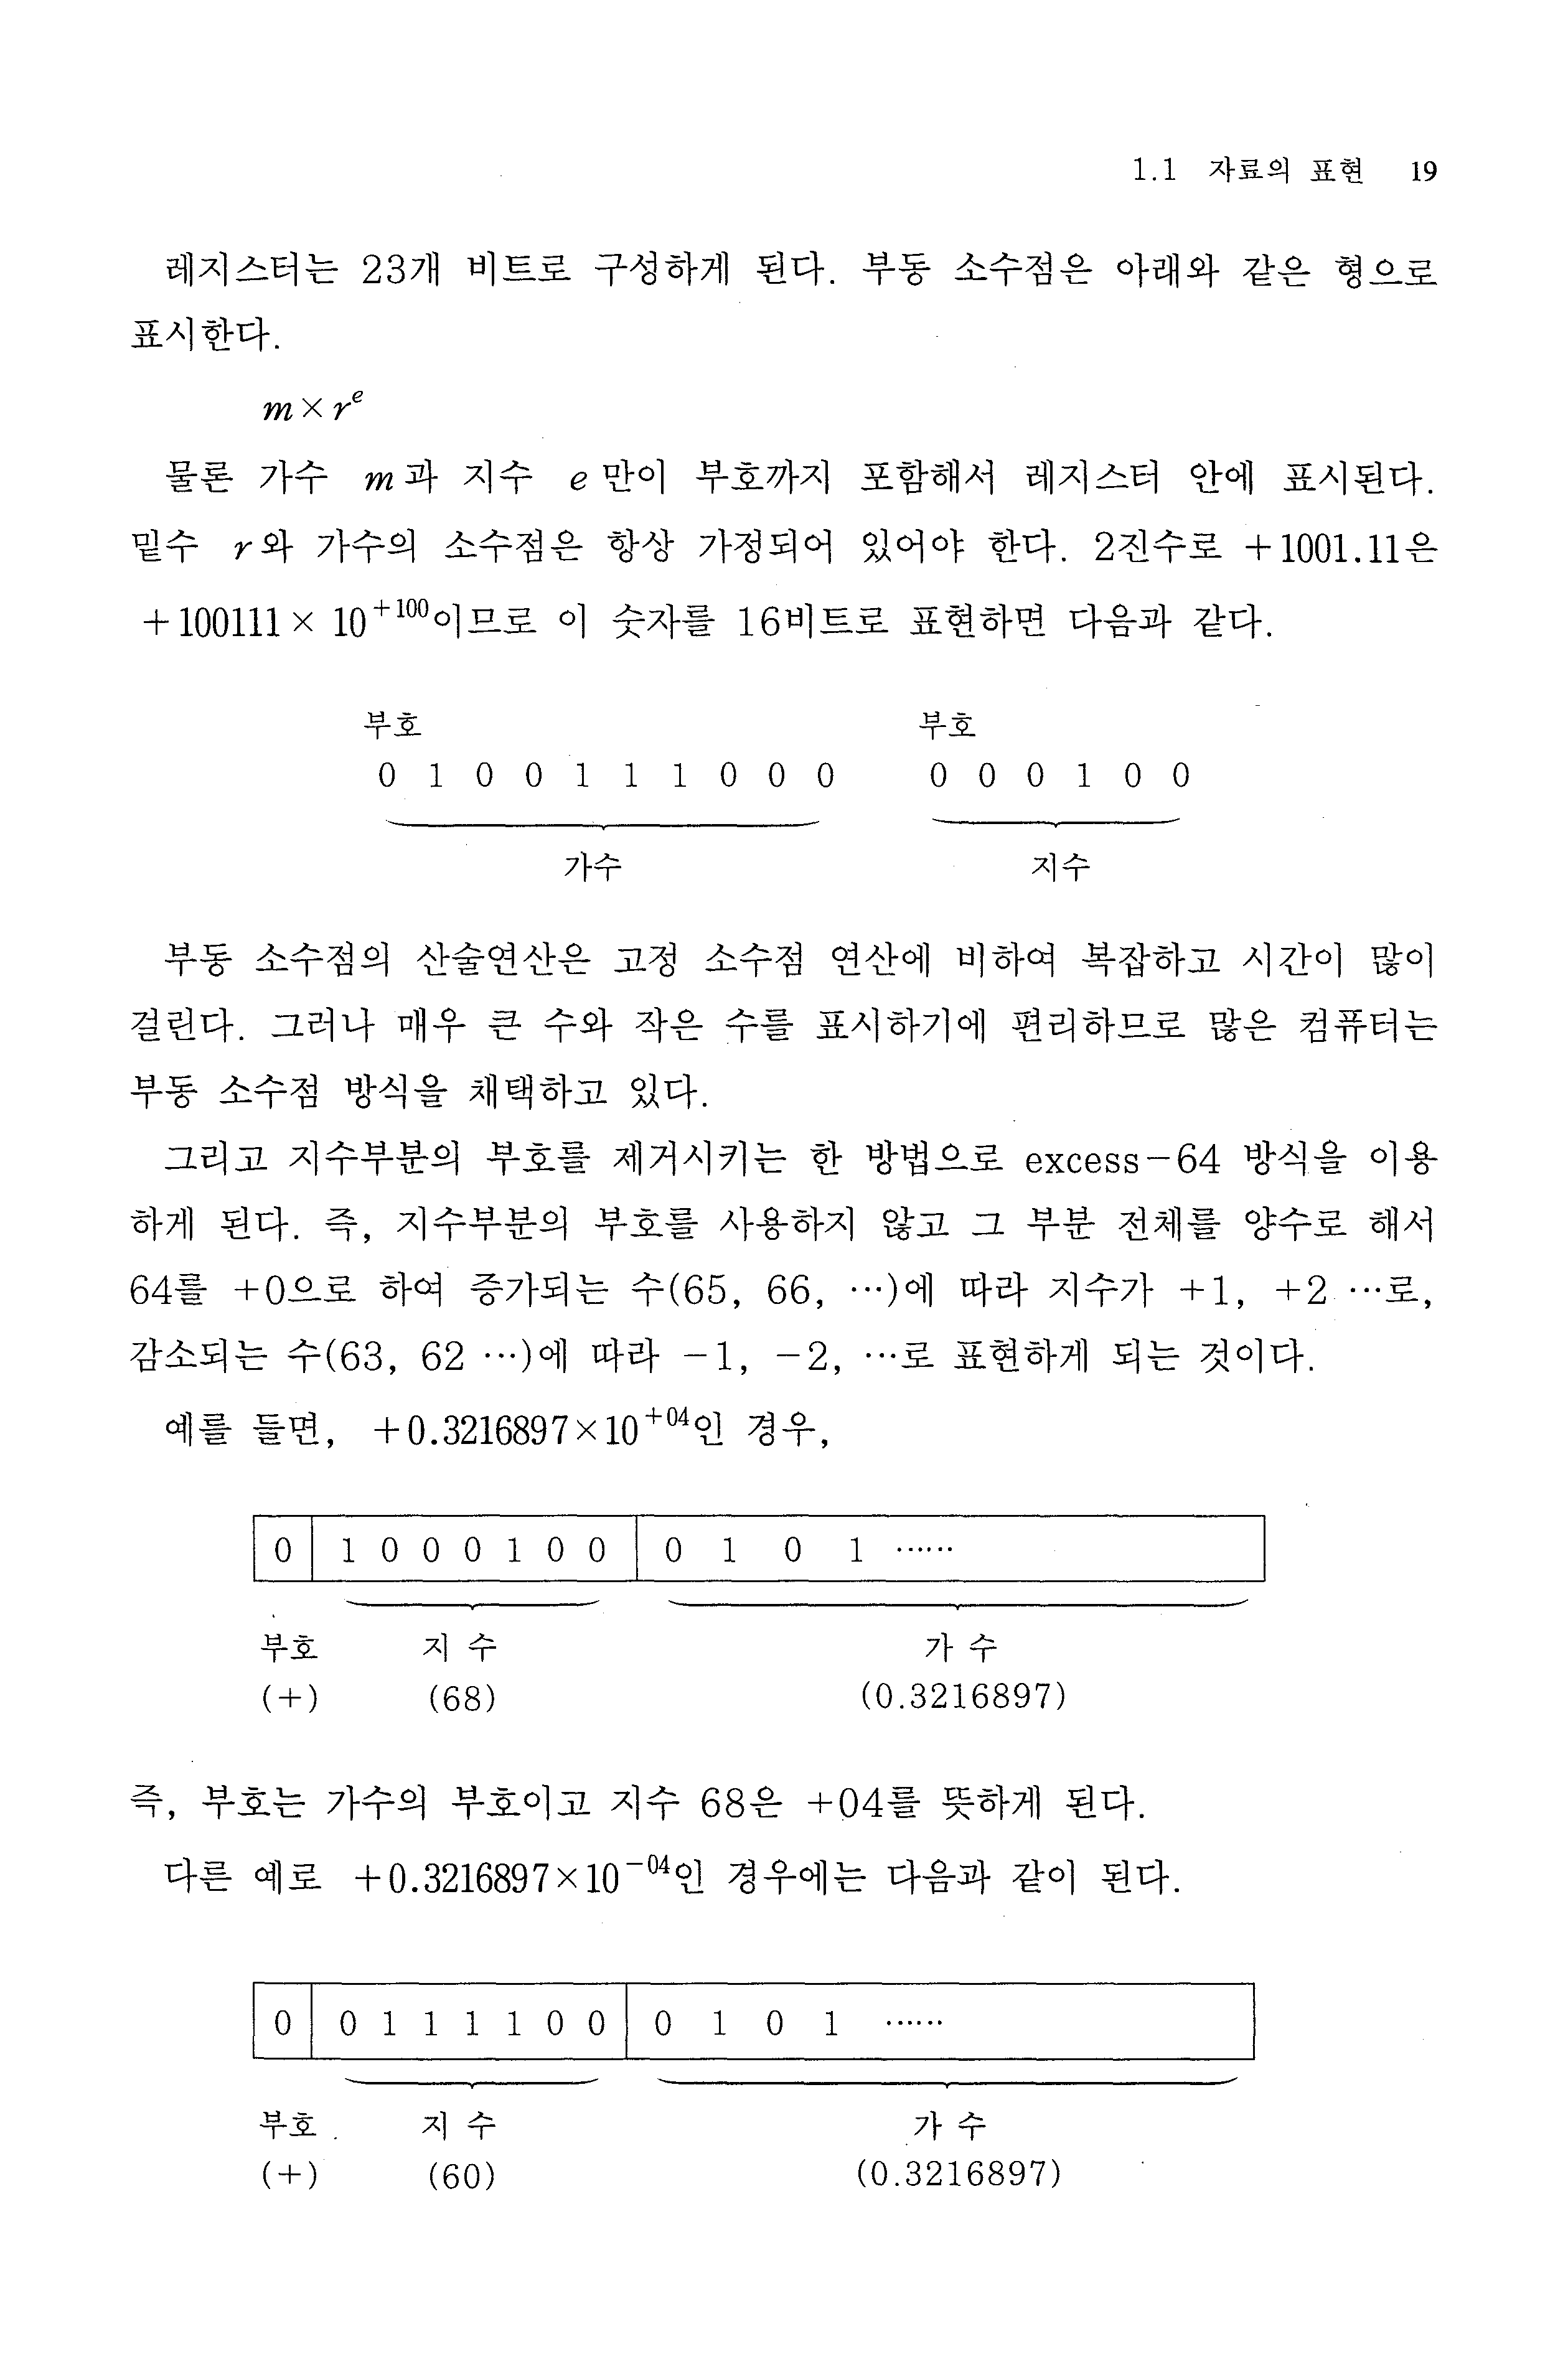 1.1 자료의 표현 19
레지스터는 23개 비트로 구성하게 된다. 부동 소수점은 아래와 같은 형으로
표시한다.
m×r^e
물론 가수 m과 지수 e만이 부호까지 포함해서 레지스터 안에 표시된다.
밑수 r와 가수의 소수점은 항상 가정되어 있어야 한다. 2진수로 +1001.11은
+100111×10^+100이므로 이 숫자를 16비트로 표현하면 다음과 같다.
부호 부호
0 1 0 0 1 1 1 0 0 0 0 0 0 1 0 0
가수 지수
부동 소수점의 산술연산은 고정 소수점 연산에 비하여 복잡하고 시간이 많이
걸린다. 그러나 매우 큰 수와 작은 수를 표시하기에 편리하므로 많은 컴퓨터는
부동 소수점 방식을 채택하고 있다.
그리고 지수부분의 부호를 제거시키는 한 방법으로 excess-64 방식을 이용
하게 된다. 즉, 지수부분의 부호를 사용하지 않고 그 부분 전체를 양수로 해서
64를 +0으로 하여 증가되는 수(65, 66, …)에 따라 지수가 +1, +2 …로,
감소되는 수(63, 62 …)에 따라 -1, -2, …로 표현하게 되는 것이다.
예를 들면, +0.3216897×10^+04인 경우,
0 1 0 0 0 1 0 0 0 1 0 1 ……
부호 지 수 가 수
(+) (68) (0.3216897)
즉, 부호는 가수의 부호이고 지수 68은 +04를 뜻하게 된다.
다른 예로 +0.3216897×10^-04인 경우에는 다음과 같이 된다.
0 0 1 1 1 1 0 0 0 1 0 1 ……
부호 지 수 가 수
(+) (60) (0.3216897)